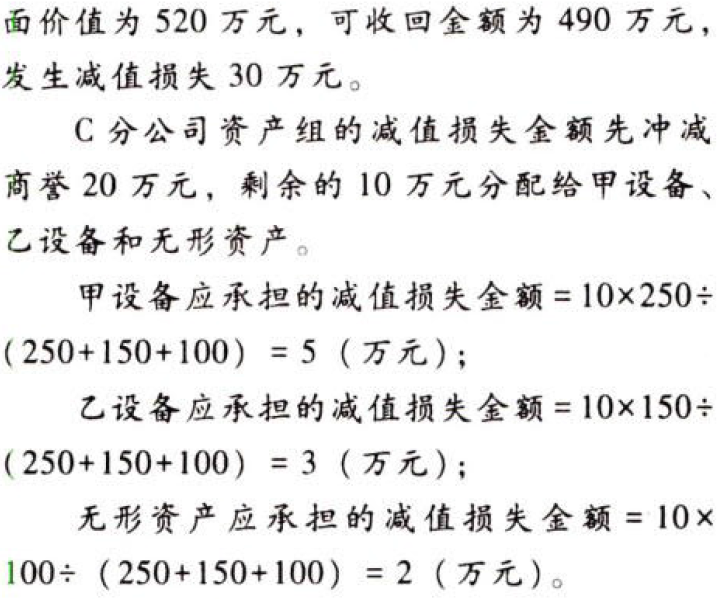 面价值为 520 万元，可收回金额为 490 万元，
发生减值损失 30 万元。
C 分公司资产组的减值损失金额先冲减
商誉 20 万元，剩余的 10 万元分配给甲设备、
乙设备和无形资产。
甲设备应承担的减值损失金额=10×250÷
(250+150+100) =5 (万元)；
乙设备应承担的减值损失金额=10×150÷
(250+150+100) =3 (万元)；
无形资产应承担的减值损失金额=10×
100÷ (250+150+100) =2 (万元)。